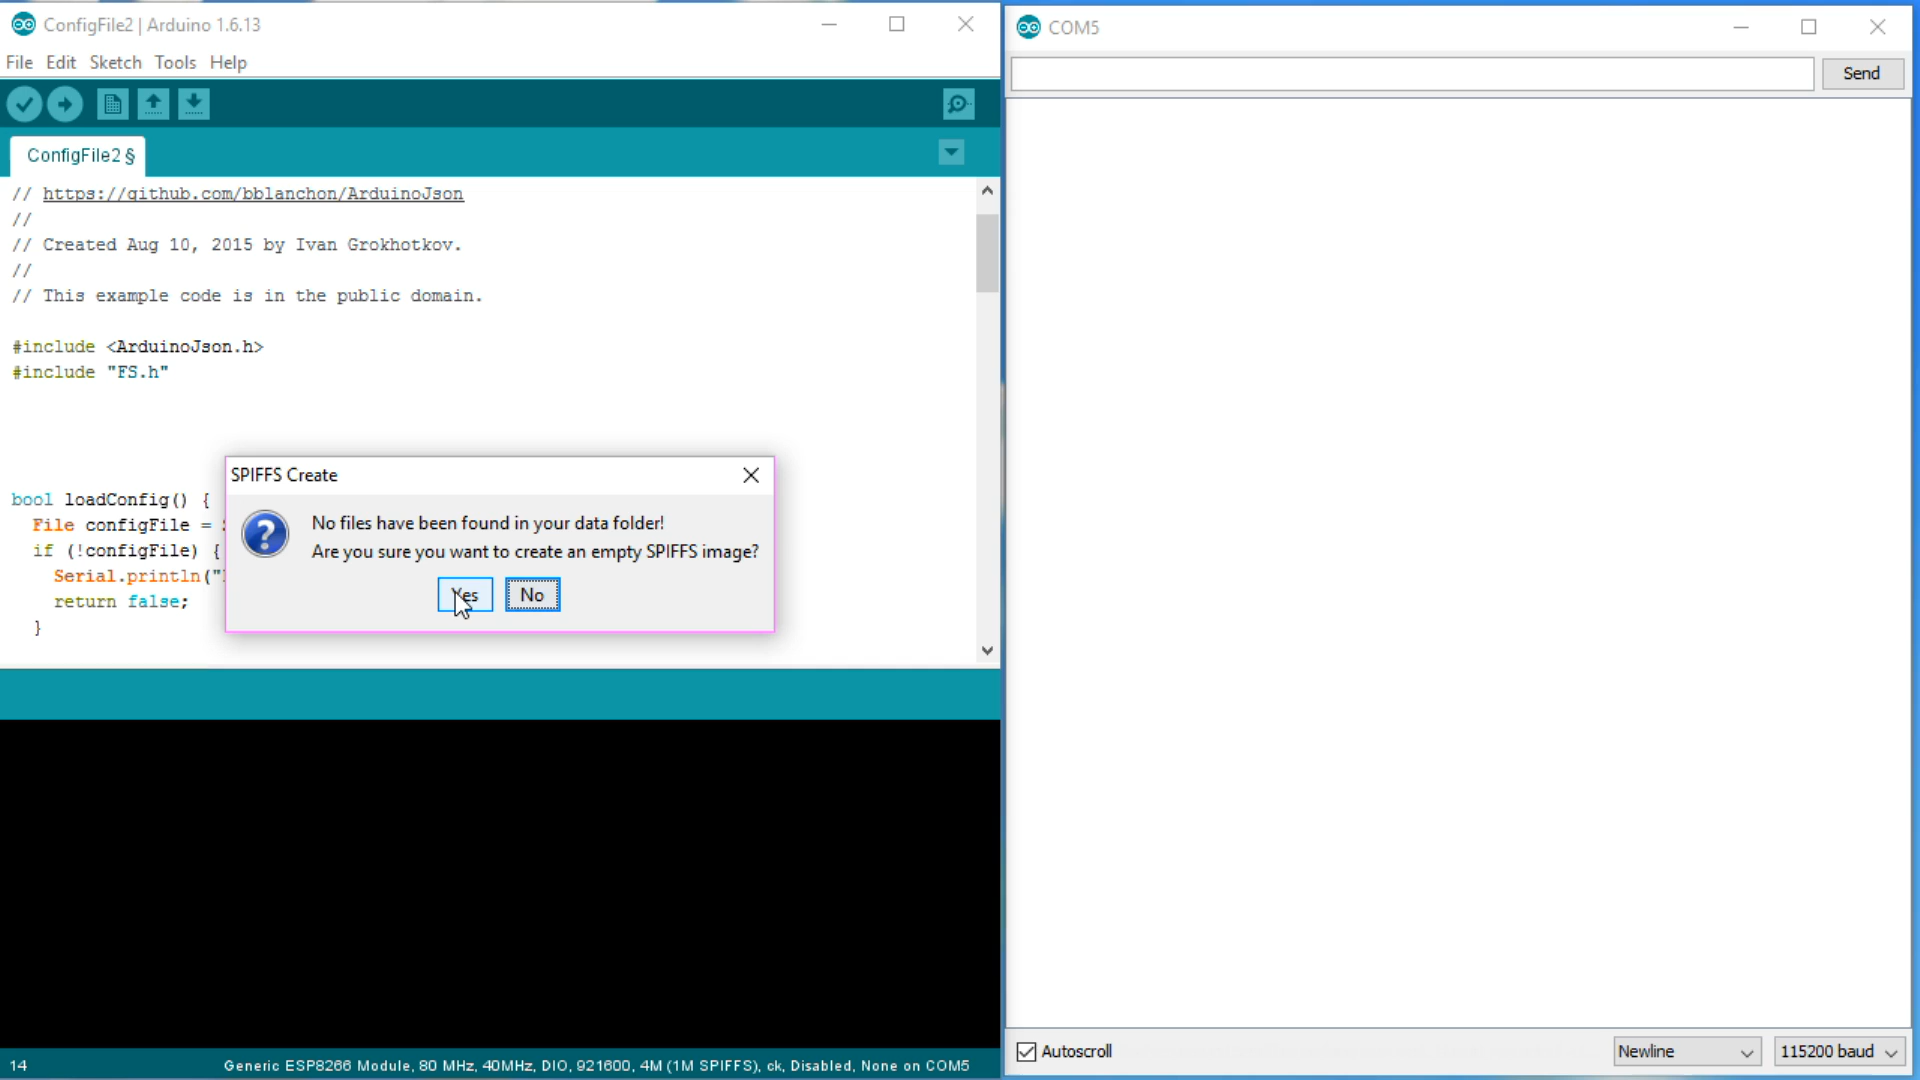 ConfigFile2 | Arduino 1.6.13
File Edit Sketch Tools Help
ConfigFile2 §
// https://github.com/bblanchon/ArduinoJson
//
// Created Aug 10, 2015 by Ivan Grokhotkov.
//
// This example code is in the public domain.
#include <ArduinoJson.h>
#include "FS.h"
bool loadConfig() {
File configFile =
if (!configFile) {
Serial.println("
return false;
}
SPIFFS Create
No files have been found in your data folder!
Are you sure you want to create an empty SPIFFS image?
Yes No
14 Generic ESP8266 Module, 80 MHz, 40MHz, DIO, 921600, 4M (1M SPIFFS), ck, Disabled, None on COM5
COM5
Send
Autoscroll Newline 115200 baud